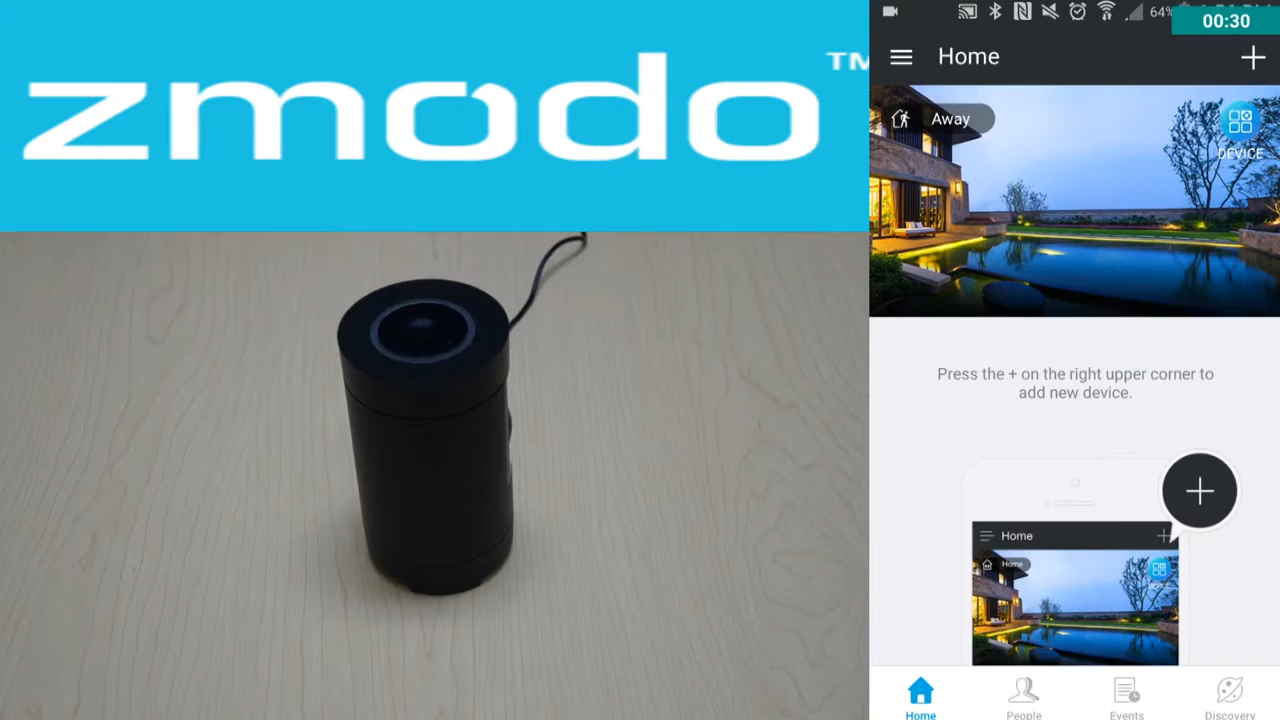 zmodo TM
64%
00:30
Home
Away
DEVICE
Press the + on the right upper corner to
add new device.
Home
Home
Home
People
Events
Discovery